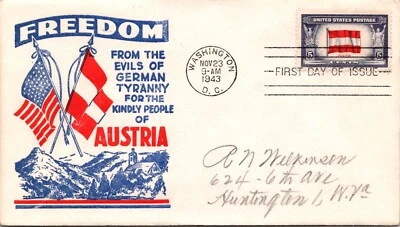 FREEDOM
FROM THE
EVILS OF
GERMAN
TYRANNY
FOR THE
KINDLY PEOPLE
OF
AUSTRIA
WASHINGTON
NOV 23
9-AM
1943
D. C.
FIRST DAY OF ISSUE
UNITED STATES POSTAGE
R N Wilkinson
624-6th ave
Huntington 1, W.Va